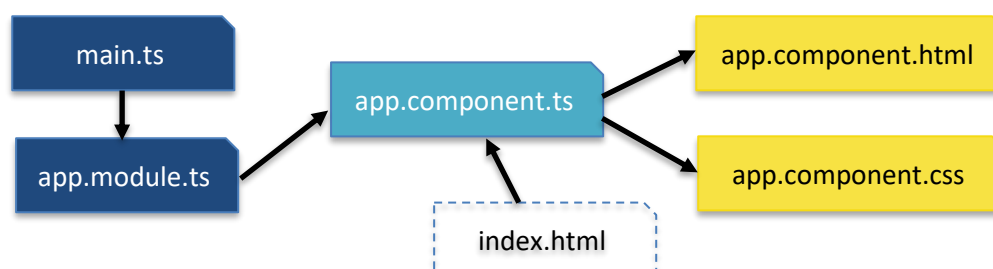 main.ts
app.component.html
app.component.ts
app.module.ts
app.component.css
index.html